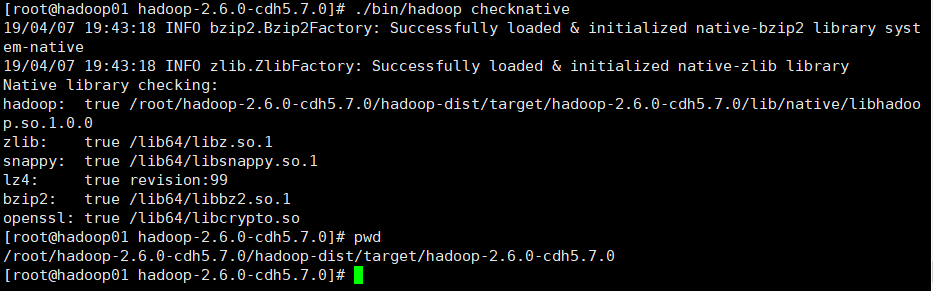 [root@hadoop01 hadoop-2.6.0-cdh5.7.0]# ./bin/hadoop checknative
19/04/07 19:43:18 INFO bzip2.Bzip2Factory: Successfully loaded & initialized native-bzip2 library syst
em-native
19/04/07 19:43:18 INFO zlib.ZlibFactory: Successfully loaded & initialized native-zlib library
Native library checking:
hadoop:  true /root/hadoop-2.6.0-cdh5.7.0/hadoop-dist/target/hadoop-2.6.0-cdh5.7.0/lib/native/libhadoo
p.so.1.0.0
zlib:    true /lib64/libz.so.1
snappy:  true /lib64/libsnappy.so.1
lz4:     true revision:99
bzip2:   true /lib64/libbz2.so.1
openssl: true /lib64/libcrypto.so
[root@hadoop01 hadoop-2.6.0-cdh5.7.0]# pwd
/root/hadoop-2.6.0-cdh5.7.0/hadoop-dist/target/hadoop-2.6.0-cdh5.7.0
[root@hadoop01 hadoop-2.6.0-cdh5.7.0]#